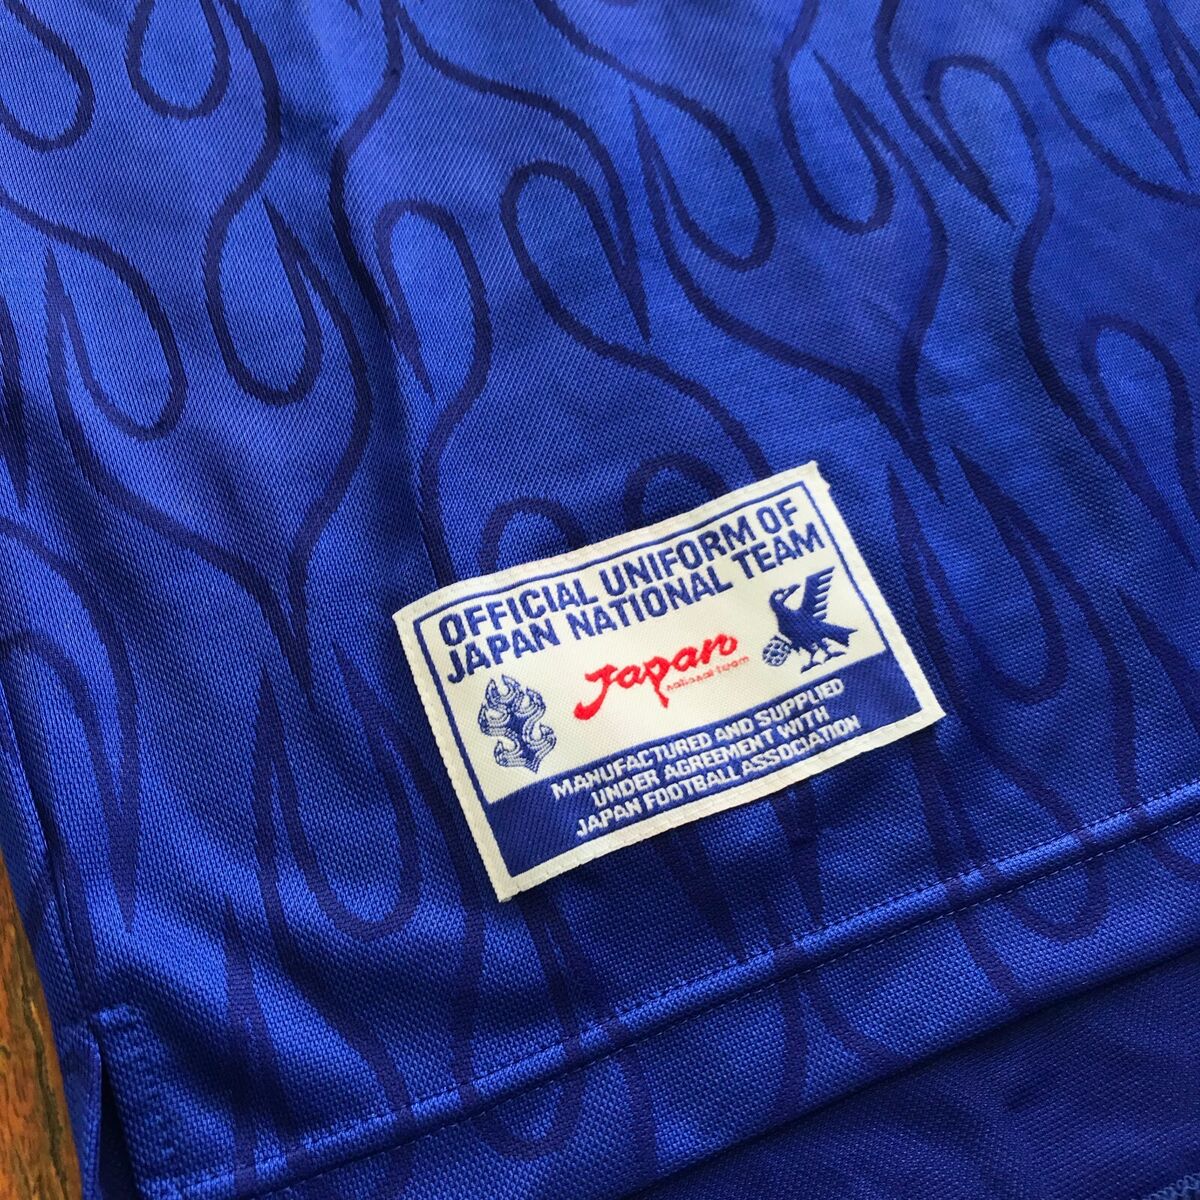 OFFICIAL UNIFORM OF
JAPAN NATIONAL TEAM
Japan
national team
MANUFACTURED AND SUPPLIED
UNDER AGREEMENT WITH
JAPAN FOOTBALL ASSOCIATION